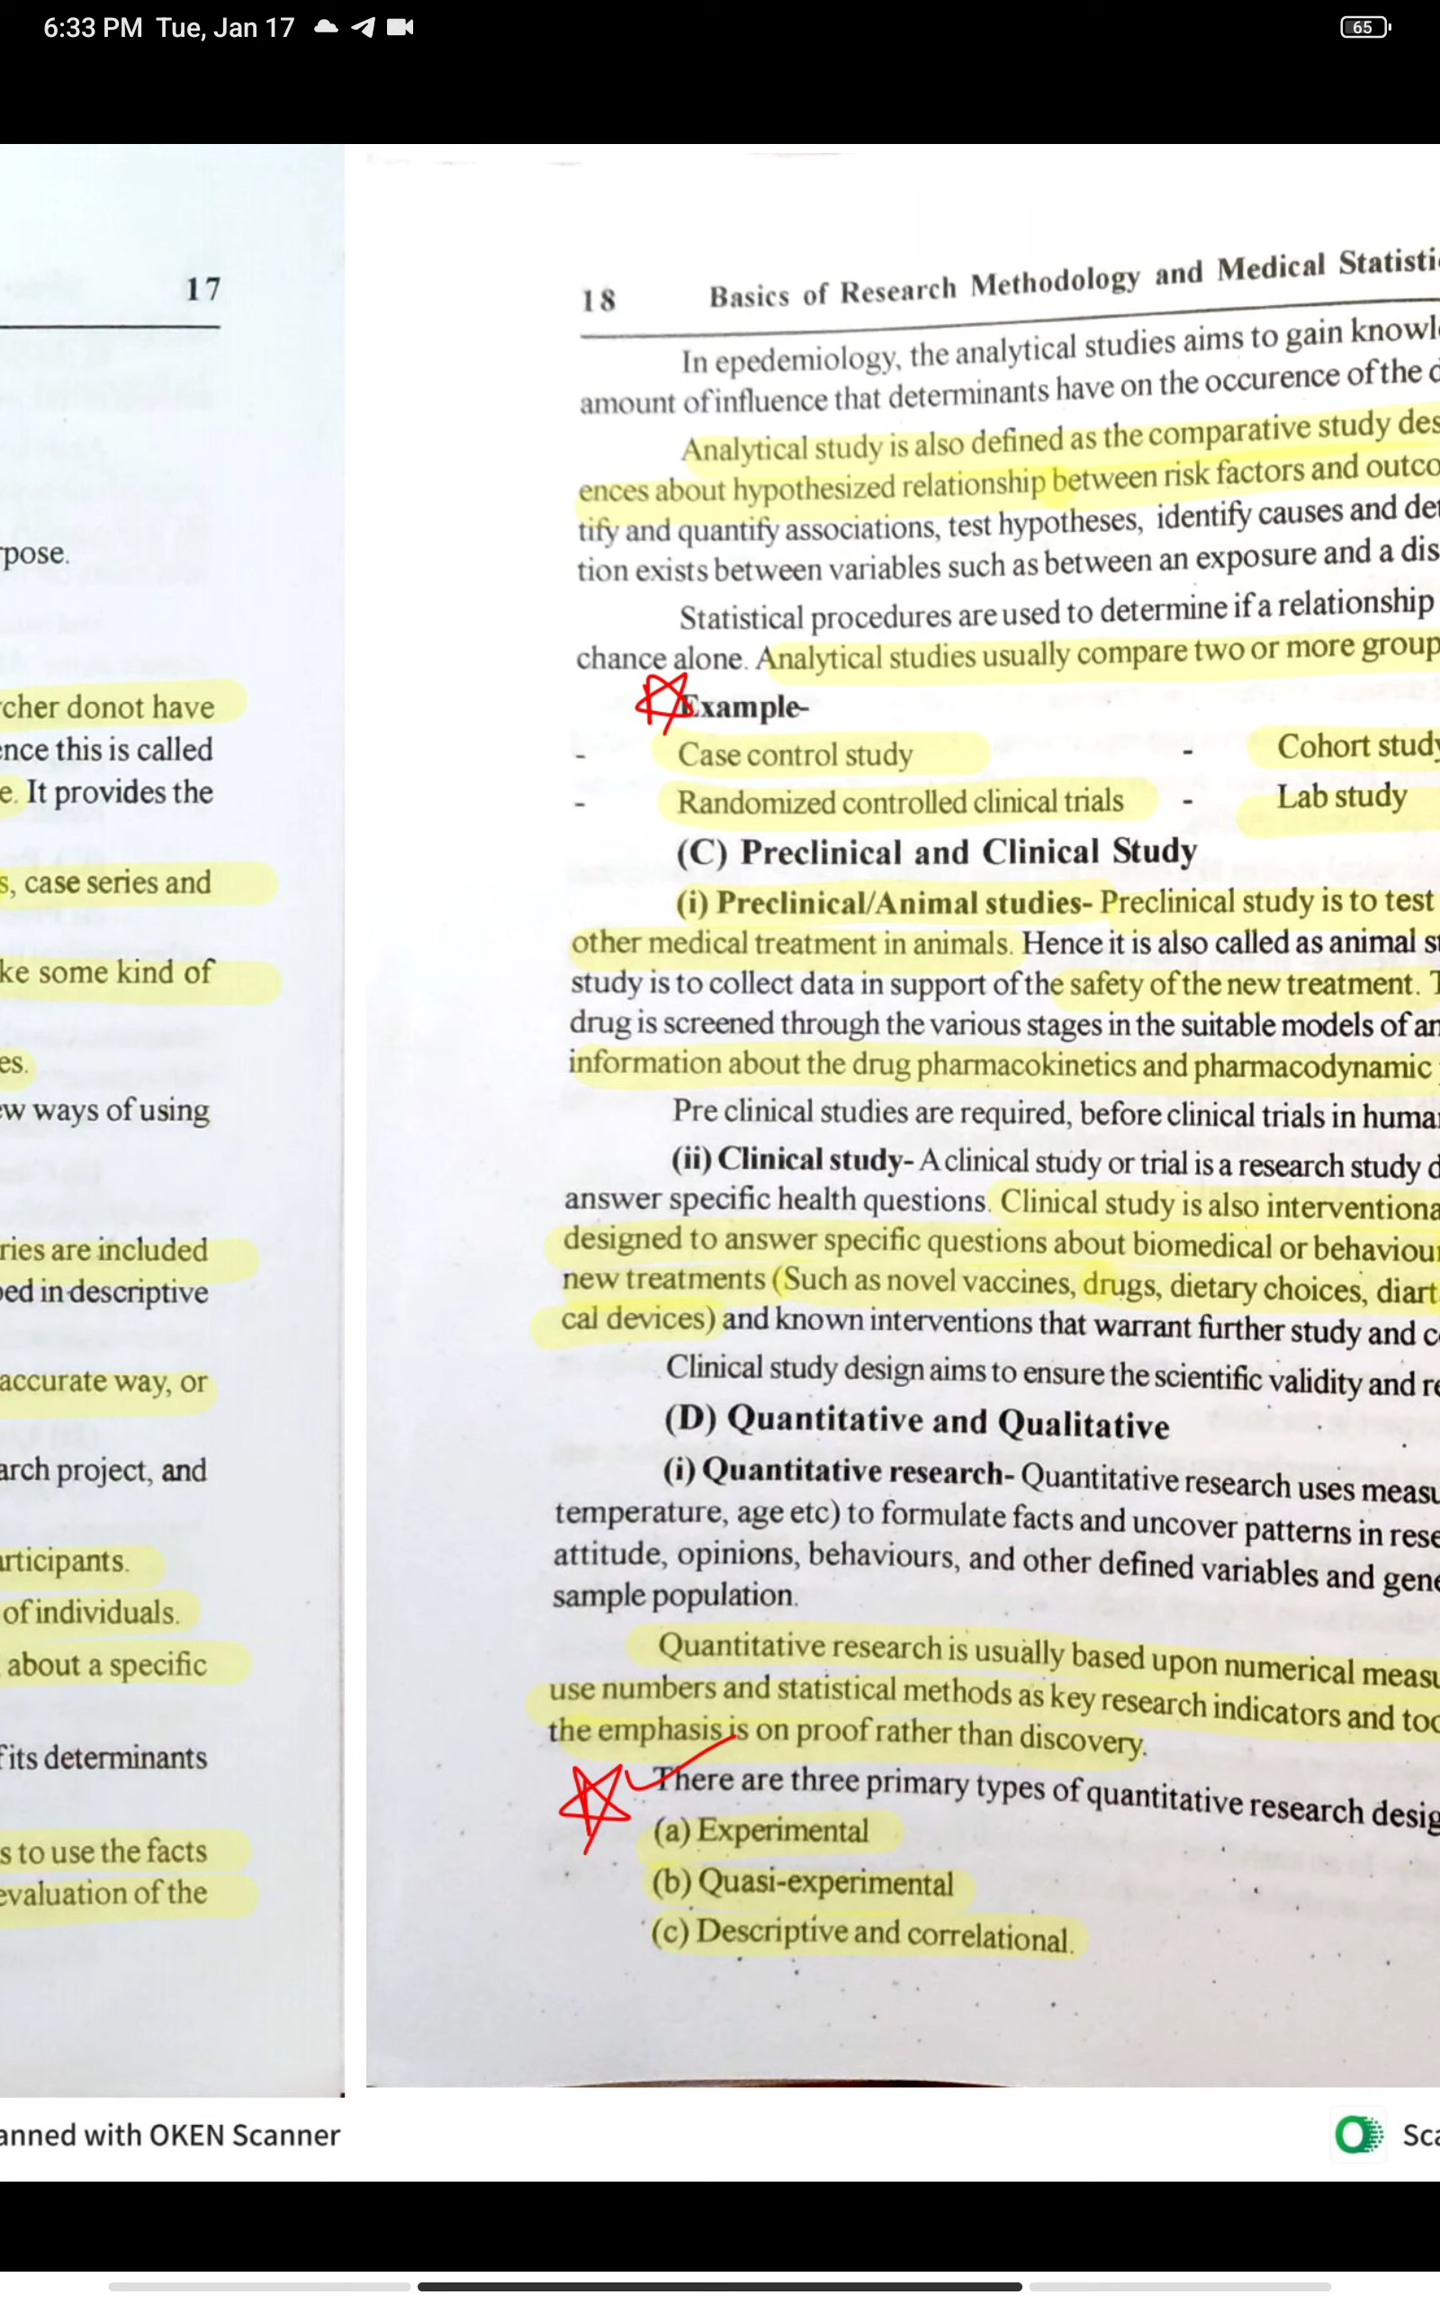 6:33 PM Tue, Jan 17
65
17
pose.
cher donot have
ence this is called
e. It provides the
s, case series and
ke some kind of
es.
ew ways of using
ries are included
ped in descriptive
accurate way, or
arch project, and
articipants.
of individuals.
about a specific
f its determinants
s to use the facts
evaluation of the
anned with OKEN Scanner
18 Basics of Research Methodology and Medical Statisti
In epedemiology, the analytical studies aims to gain knowl
amount of influence that determinants have on the occurence of the d
Analytical study is also defined as the comparative study des
ences about hypothesized relationship between risk factors and outco
tify and quantify associations, test hypotheses, identify causes and det
tion exists between variables such as between an exposure and a dis
Statistical procedures are used to determine if a relationship
chance alone. Analytical studies usually compare two or more group
Example-
- Case control study - Cohort study
- Randomized controlled clinical trials - Lab study
(C) Preclinical and Clinical Study
(i) Preclinical/Animal studies- Preclinical study is to test
other medical treatment in animals. Hence it is also called as animal st
study is to collect data in support of the safety of the new treatment. T
drug is screened through the various stages in the suitable models of an
information about the drug pharmacokinetics and pharmacodynamic
Pre clinical studies are required, before clinical trials in human
(ii) Clinical study- A clinical study or trial is a research study d
answer specific health questions. Clinical study is also interventiona
designed to answer specific questions about biomedical or behaviour
new treatments (Such as novel vaccines, drugs, dietary choices, diart
cal devices) and known interventions that warrant further study and c
Clinical study design aims to ensure the scientific validity and re
(D) Quantitative and Qualitative
(i) Quantitative research- Quantitative research uses measu
temperature, age etc) to formulate facts and uncover patterns in rese
attitude, opinions, behaviours, and other defined variables and gene
sample population.
Quantitative research is usually based upon numerical measu
use numbers and statistical methods as key research indicators and too
the emphasis is on proof rather than discovery.
There are three primary types of quantitative research desig
(a) Experimental
(b) Quasi-experimental
(c) Descriptive and correlational.
Sca